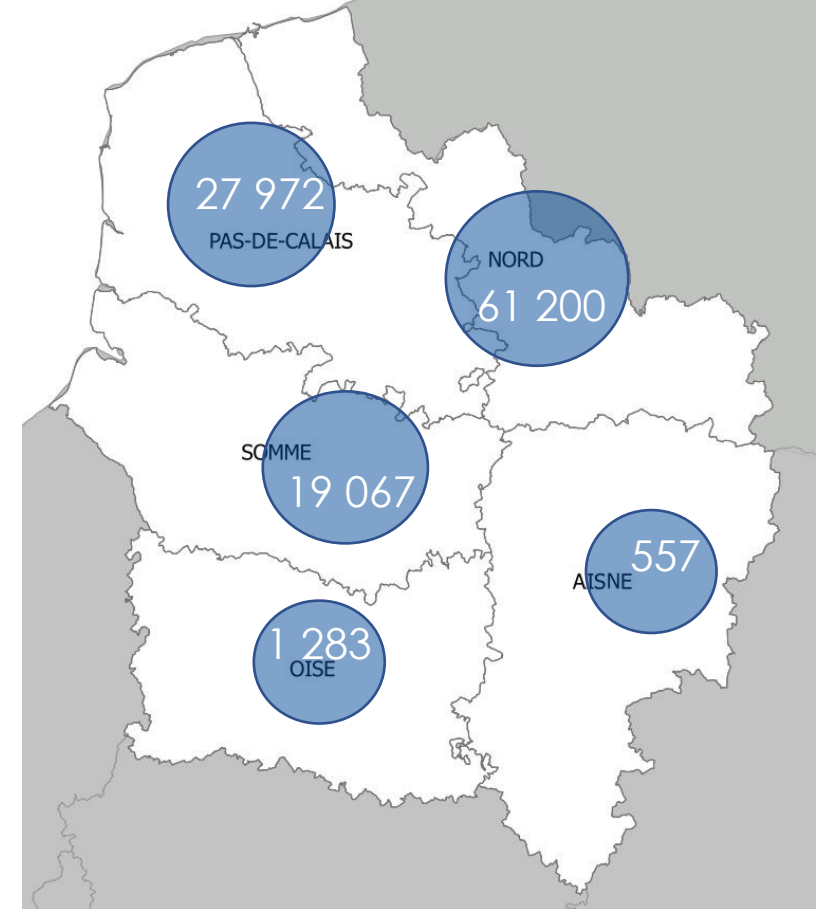 27 972
PAS-DE-CALAIS
NORD
61 200
SOMME
19 067
557
AISNE
1 283
OISE